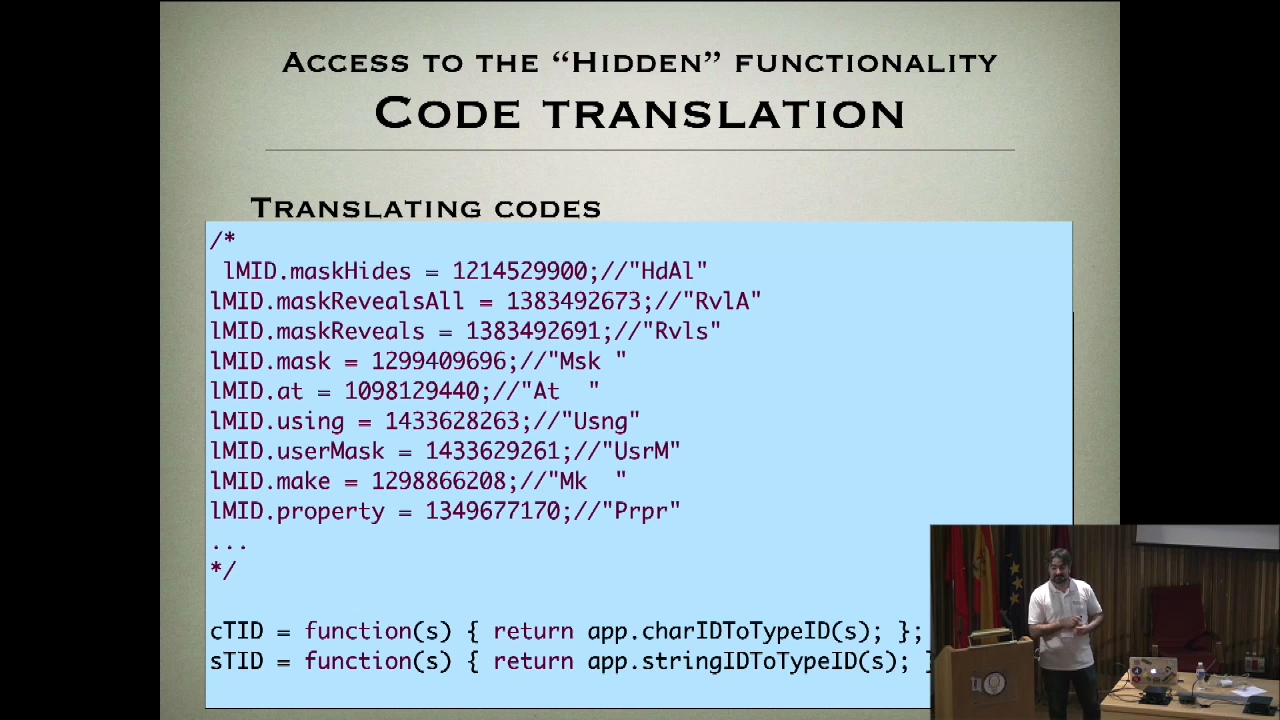 Access to the “Hidden” functionality
Code translation
Translating codes
/*
 lMID.maskHides = 1214529900;//"HdAl"
lMID.maskRevealsAll = 1383492673;//"RvlA"
lMID.maskReveals = 1383492691;//"Rvls"
lMID.mask = 1299409696;//"Msk "
lMID.at = 1098129440;//"At  "
lMID.using = 1433628263;//"Usng"
lMID.userMask = 1433629261;//"UsrM"
lMID.make = 1298866208;//"Mk  "
lMID.property = 1349677170;//"Prpr"
...
*/
cTID = function(s) { return app.charIDToTypeID(s); };
sTID = function(s) { return app.stringIDToTypeID(s); }